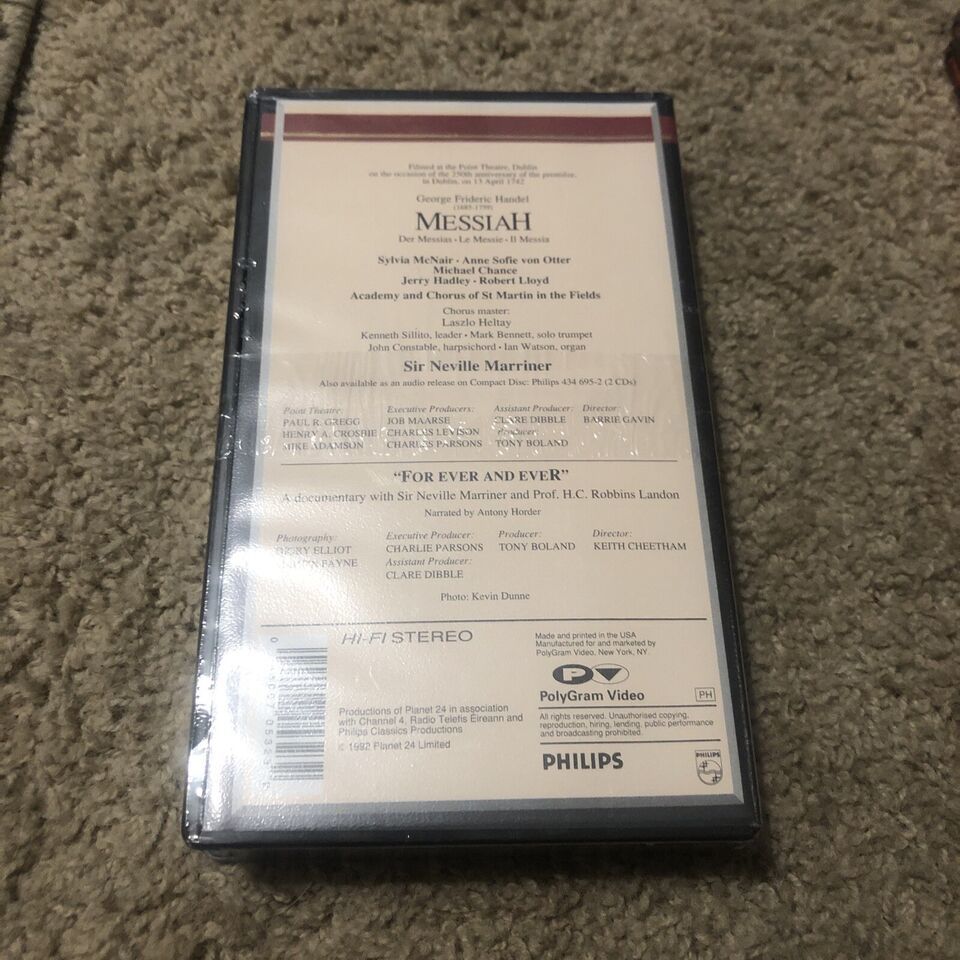 Filmed at the Point Theatre, Dublin
on the occasion of the 250th anniversary of the première,
in Dublin, on 13 April 1742
George Frideric Handel
(1685-1759)
MESSIAH
Der Messias · Le Messie · Il Messia
Sylvia McNair · Anne Sofie von Otter
Michael Chance
Jerry Hadley · Robert Lloyd
Academy and Chorus of St Martin in the Fields
Chorus master:
Laszlo Heltay
Kenneth Sillito, leader · Mark Bennett, solo trumpet
John Constable, harpsichord · Ian Watson, organ
Sir Neville Marriner
Also available as an audio release on Compact Disc: Philips 434 695-2 (2 CDs)
Point Theatre: Executive Producers: Assistant Producer: Director:
PAUL R. GREGG JOB MAARSE CLARE DIBBLE BARRIE GAVIN
HENRY A. CROSBIE CHARLES LEVISON Producer:
MIKE ADAMSON CHARLES PARSONS TONY BOLAND
"FOR EVER AND EVER"
A documentary with Sir Neville Marriner and Prof. H.C. Robbins Landon
Narrated by Antony Horder
Photography: Executive Producer: Producer: Director:
ELLIOT CHARLIE PARSONS TONY BOLAND KEITH CHEETHAM
PAYNE Assistant Producer:
CLARE DIBBLE
Photo: Kevin Dunne
HI-FI STEREO
Productions of Planet 24 in association
with Channel 4, Radio Telefís Éireann and
Philips Classics Productions
© 1992 Planet 24 Limited
Made and printed in the USA
Manufactured for and marketed by
PolyGram Video, New York, NY.
P
PolyGram Video
PH
All rights reserved. Unauthorised copying,
reproduction, hiring, lending, public performance
and broadcasting prohibited.
PHILIPS
PHILIPS